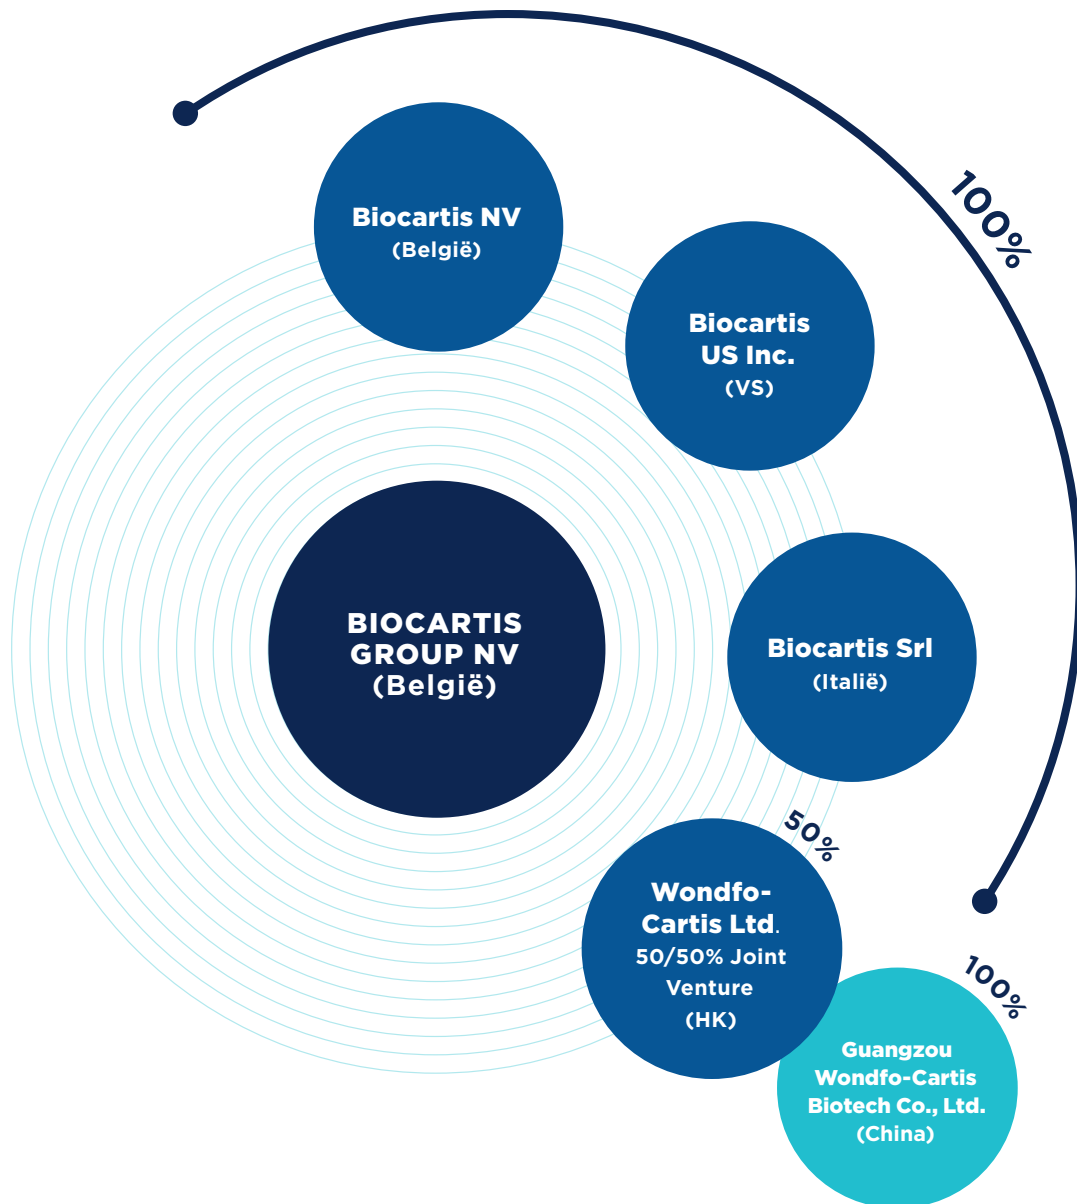 100%
Biocartis NV
(België)
Biocartis
US Inc.
(VS)
BIOCARTIS
GROUP NV
(België)
Biocartis Srl
(Italië)
50%
Wondfo-
Cartis Ltd.
50/50% Joint
Venture
(HK)
100%
Guangzou
Wondfo-Cartis
Biotech Co., Ltd.
(China)